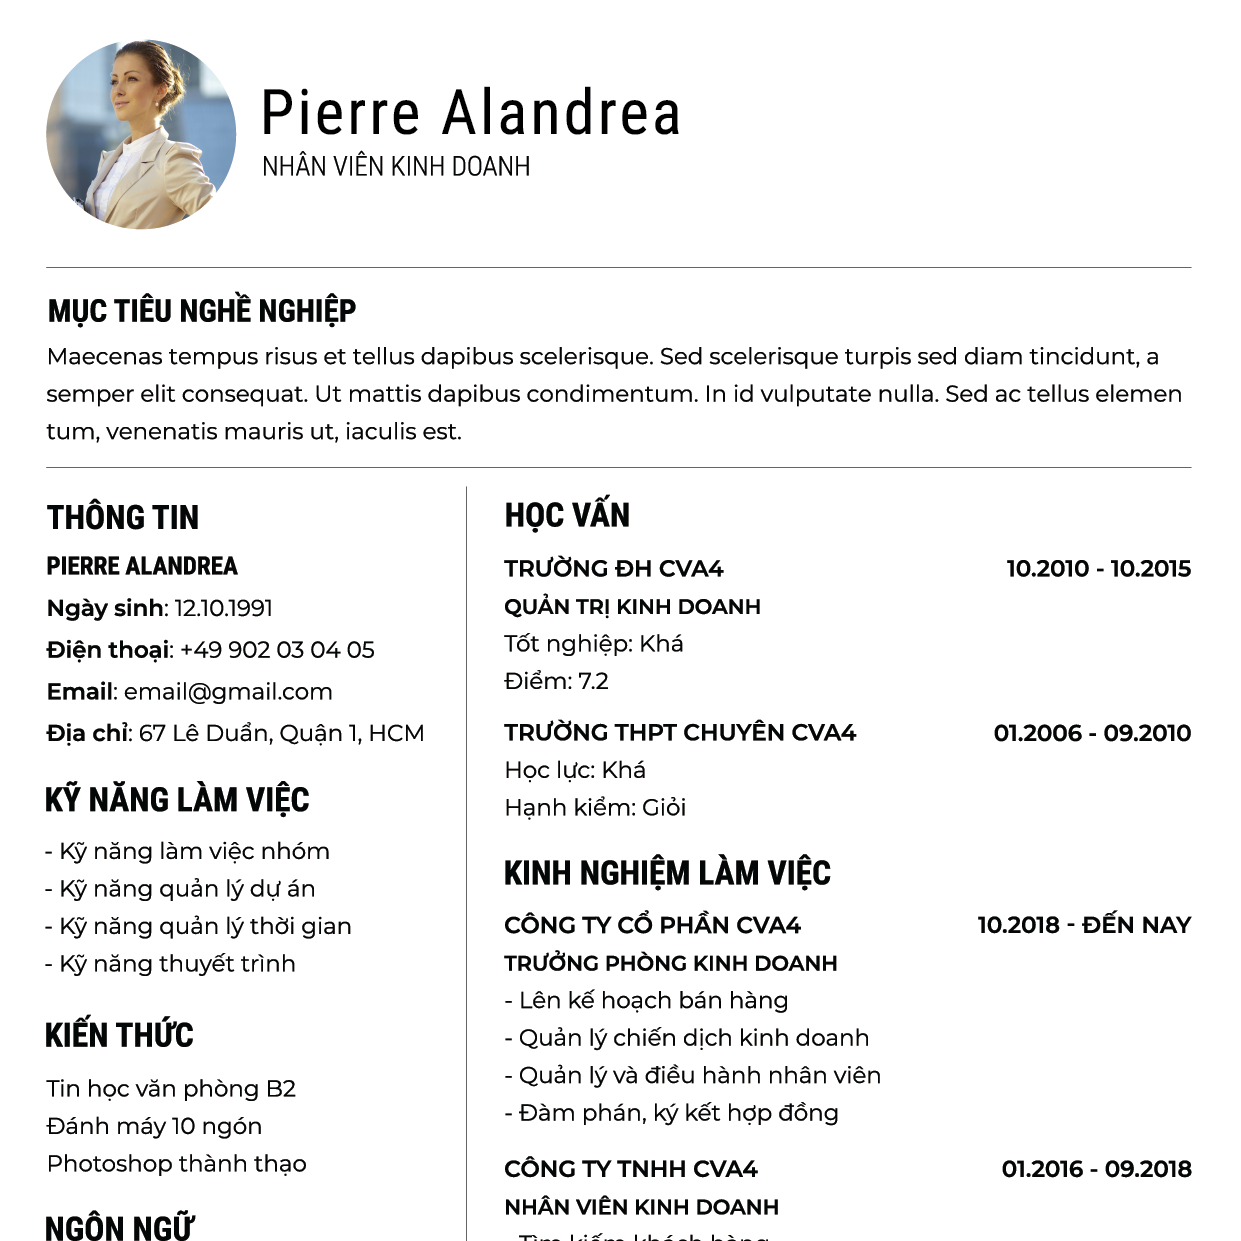 Pierre Alandrea
NHÂN VIÊN KINH DOANH
MỤC TIÊU NGHỀ NGHIỆP
Maecenas tempus risus et tellus dapibus scelerisque. Sed scelerisque turpis sed diam tincidunt, a
semper elit consequat. Ut mattis dapibus condimentum. In id vulputate nulla. Sed ac tellus elemen
tum, venenatis mauris ut, iaculis est.
THÔNG TIN
PIERRE ALANDREA
Ngày sinh: 12.10.1991
Điện thoại: +49 902 03 04 05
Email: email@gmail.com
Địa chỉ: 67 Lê Duẩn, Quận 1, HCM
KỸ NĂNG LÀM VIỆC
- Kỹ năng làm việc nhóm
- Kỹ năng quản lý dự án
- Kỹ năng quản lý thời gian
- Kỹ năng thuyết trình
KIẾN THỨC
Tin học văn phòng B2
Đánh máy 10 ngón
Photoshop thành thạo
NGÔN NGỮ
HỌC VẤN
TRƯỜNG ĐH CVA4 10.2010 - 10.2015
QUẢN TRỊ KINH DOANH
Tốt nghiệp: Khá
Điểm: 7.2
TRƯỜNG THPT CHUYÊN CVA4 01.2006 - 09.2010
Học lực: Khá
Hạnh kiểm: Giỏi
KINH NGHIỆM LÀM VIỆC
CÔNG TY CỔ PHẦN CVA4 10.2018 - ĐẾN NAY
TRƯỞNG PHÒNG KINH DOANH
- Lên kế hoạch bán hàng
- Quản lý chiến dịch kinh doanh
- Quản lý và điều hành nhân viên
- Đàm phán, ký kết hợp đồng
CÔNG TY TNHH CVA4 01.2016 - 09.2018
NHÂN VIÊN KINH DOANH
- Tìm kiếm khách hàng